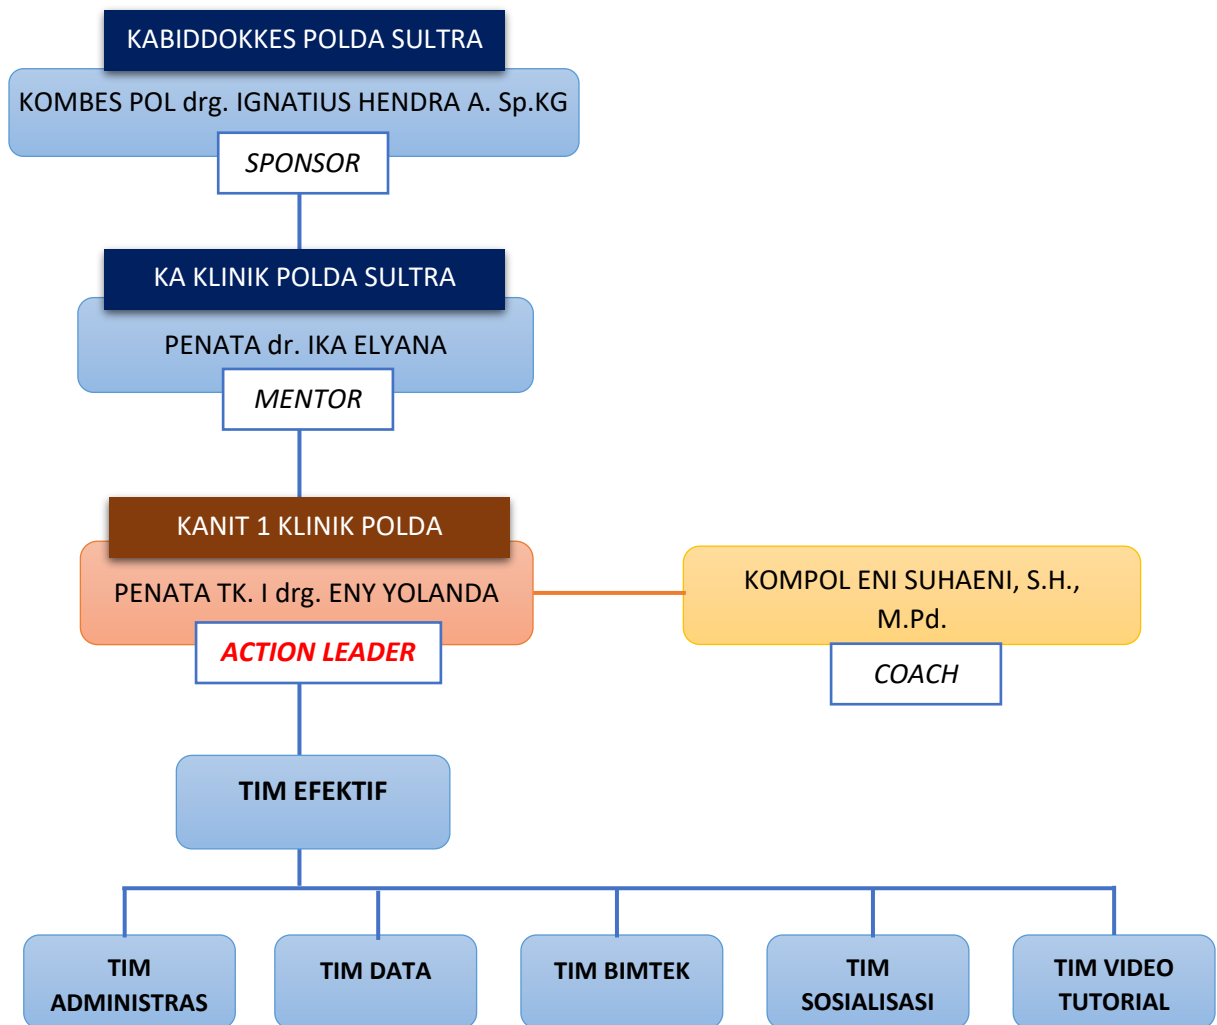 KABIDDOKKES POLDA SULTRA
KOMBES POL drg. IGNATIUS HENDRA A. Sp.KG
SPONSOR
KA KLINIK POLDA SULTRA
PENATA dr. IKA ELYANA
MENTOR
KANIT 1 KLINIK POLDA
PENATA TK. I drg. ENY YOLANDA
ACTION LEADER
KOMPOL ENI SUHAENI, S.H.,
M.Pd.
COACH
TIM EFEKTIF
TIM
ADMINISTRAS
TIM DATA
TIM BIMTEK
TIM
SOSIALISASI
TIM VIDEO
TUTORIAL